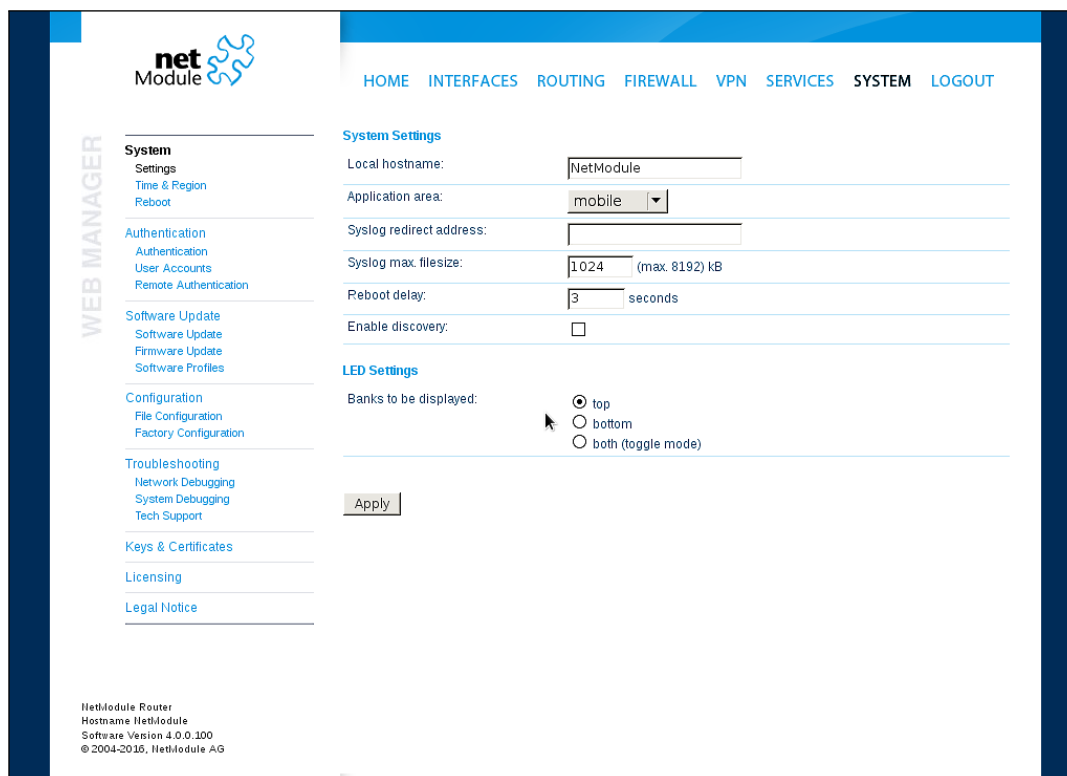 net
Module
HOME INTERFACES ROUTING FIREWALL VPN SERVICES SYSTEM LOGOUT
WEB MANAGER
System
Settings
Time & Region
Reboot
Authentication
Authentication
User Accounts
Remote Authentication
Software Update
Software Update
Firmware Update
Software Profiles
Configuration
File Configuration
Factory Configuration
Troubleshooting
Network Debugging
System Debugging
Tech Support
Keys & Certificates
Licensing
Legal Notice
System Settings
Local hostname: NetModule
Application area: mobile
Syslog redirect address:
Syslog max. filesize: 1024 (max. 8192) kB
Reboot delay: 3 seconds
Enable discovery:
LED Settings
Banks to be displayed: top
bottom
both (toggle mode)
Apply
NetModule Router
Hostname NetModule
Software Version 4.0.0.100
© 2004-2016, NetModule AG